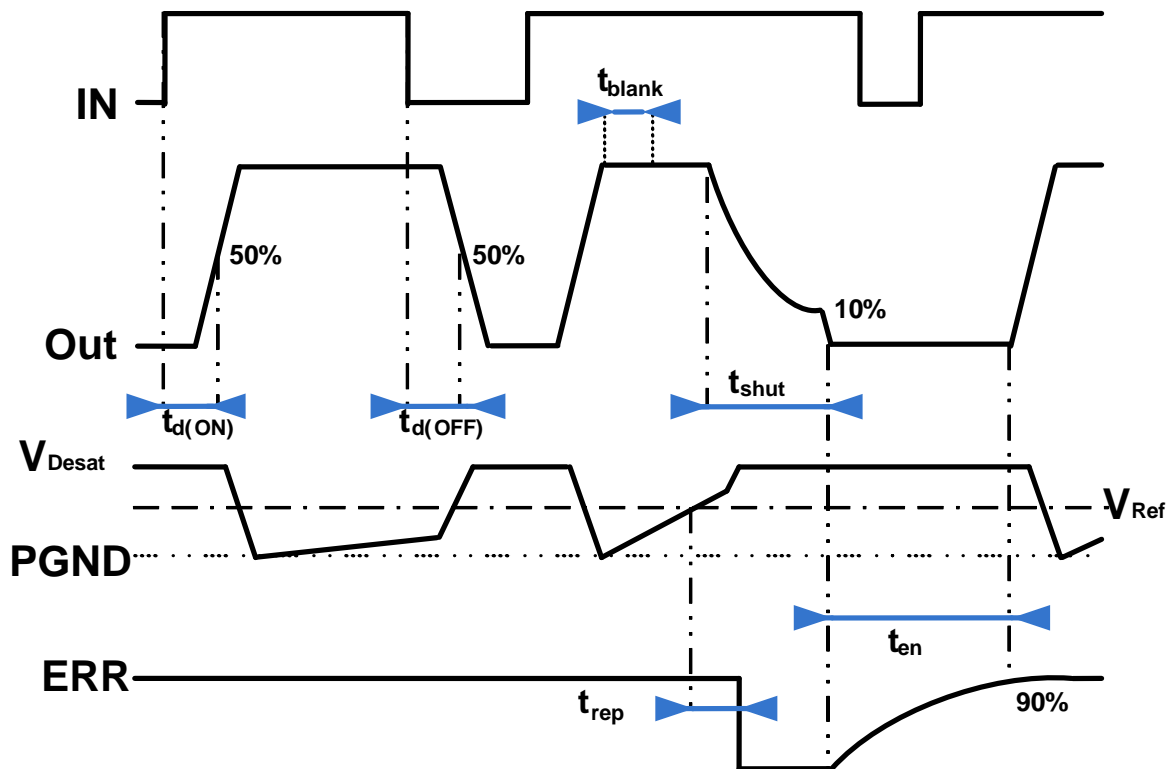 IN
tblank
50%
50%
10%
Out
tshut
td(ON)
td(OFF)
VDesat
VRef
PGND
ten
ERR
trep
90%